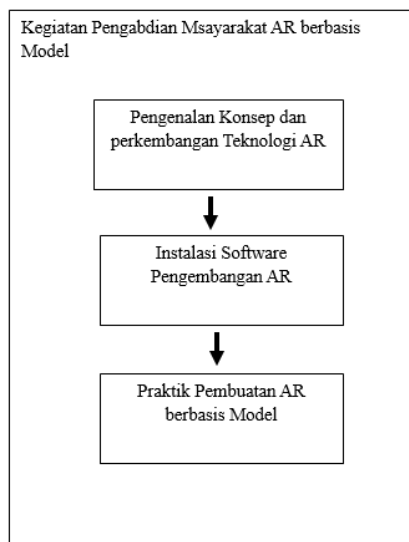 Kegiatan Pengabdian Msayarakat AR berbasis
Model
Pengenalan Konsep dan
perkembangan Teknologi AR
Instalasi Software
Pengembangan AR
Praktik Pembuatan AR
berbasis Model